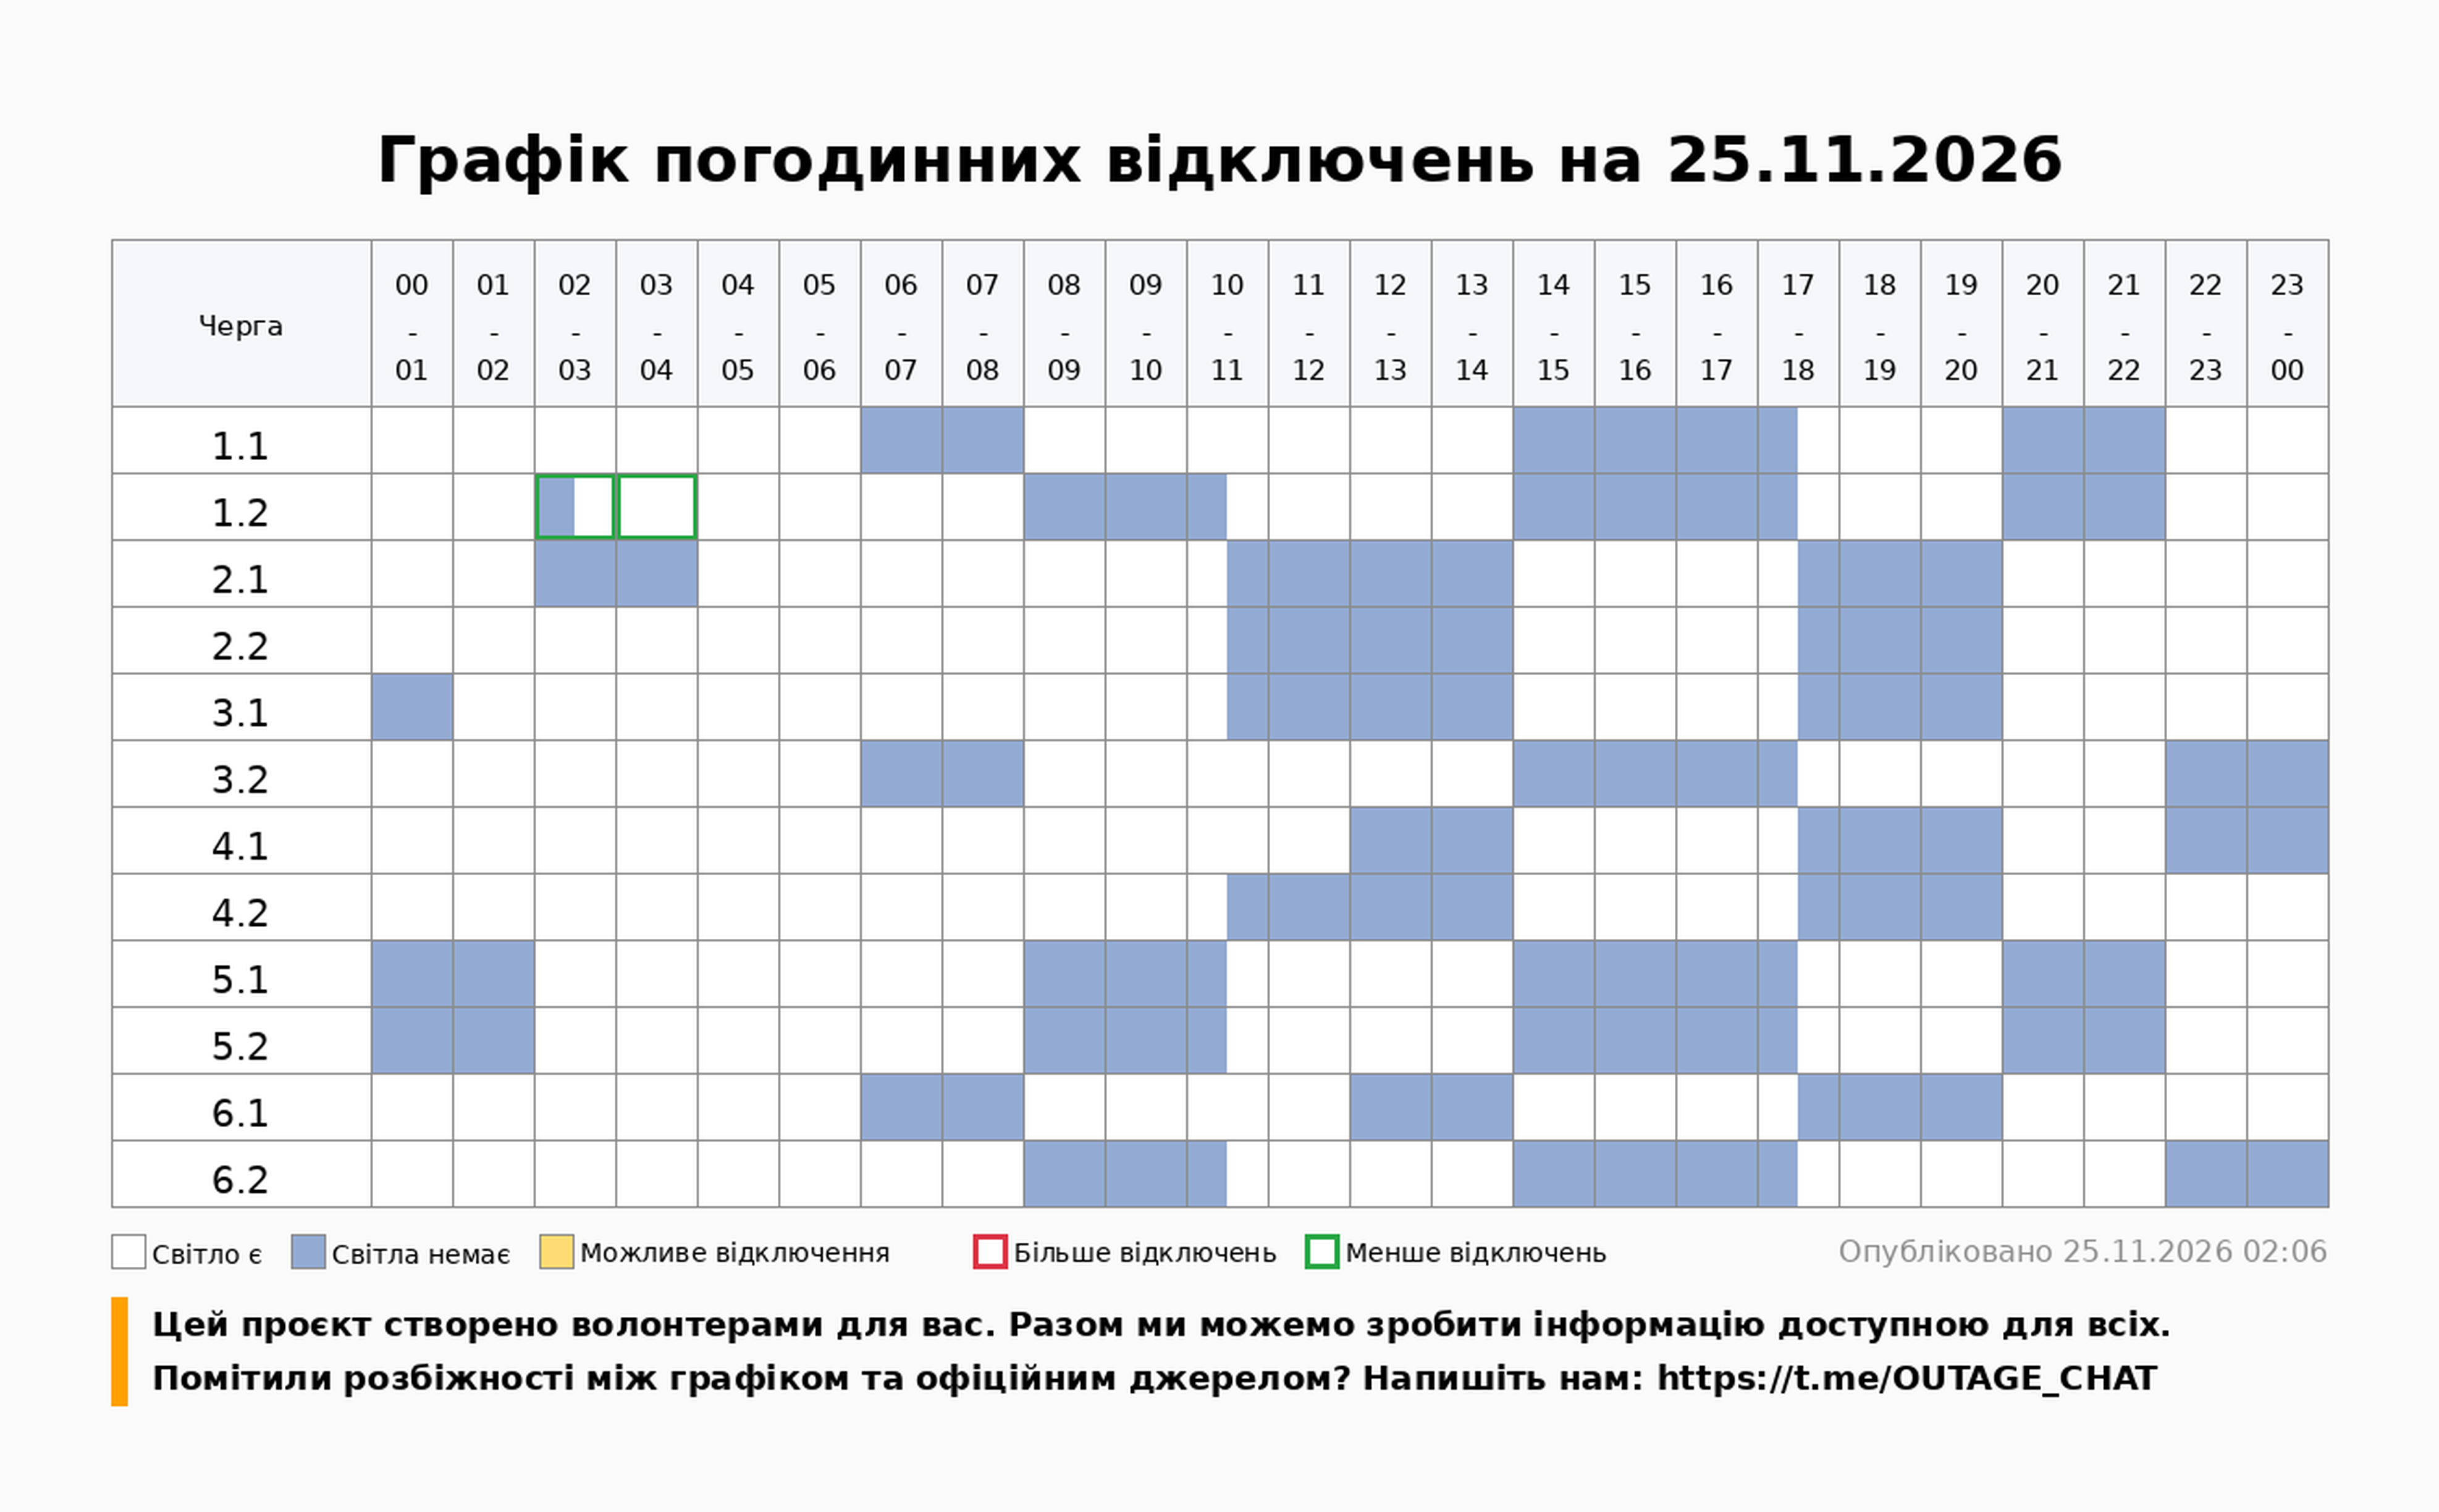 Графік погодинних відключень на 25.11.2026
Черга
00 - 01
01 - 02
02 - 03
03 - 04
04 - 05
05 - 06
06 - 07
07 - 08
08 - 09
09 - 10
10 - 11
11 - 12
12 - 13
13 - 14
14 - 15
15 - 16
16 - 17
17 - 18
18 - 19
19 - 20
20 - 21
21 - 22
22 - 23
23 - 00
1.1
1.2
2.1
2.2
3.1
3.2
4.1
4.2
5.1
5.2
6.1
6.2
Світло є Світла немає Можливе відключення Більше відключень Менше відключень Опубліковано 25.11.2026 02:06
Цей проєкт створено волонтерами для вас. Разом ми можемо зробити інформацію доступною для всіх.
Помітили розбіжності між графіком та офіційним джерелом? Напишіть нам: https://t.me/OUTAGE_CHAT